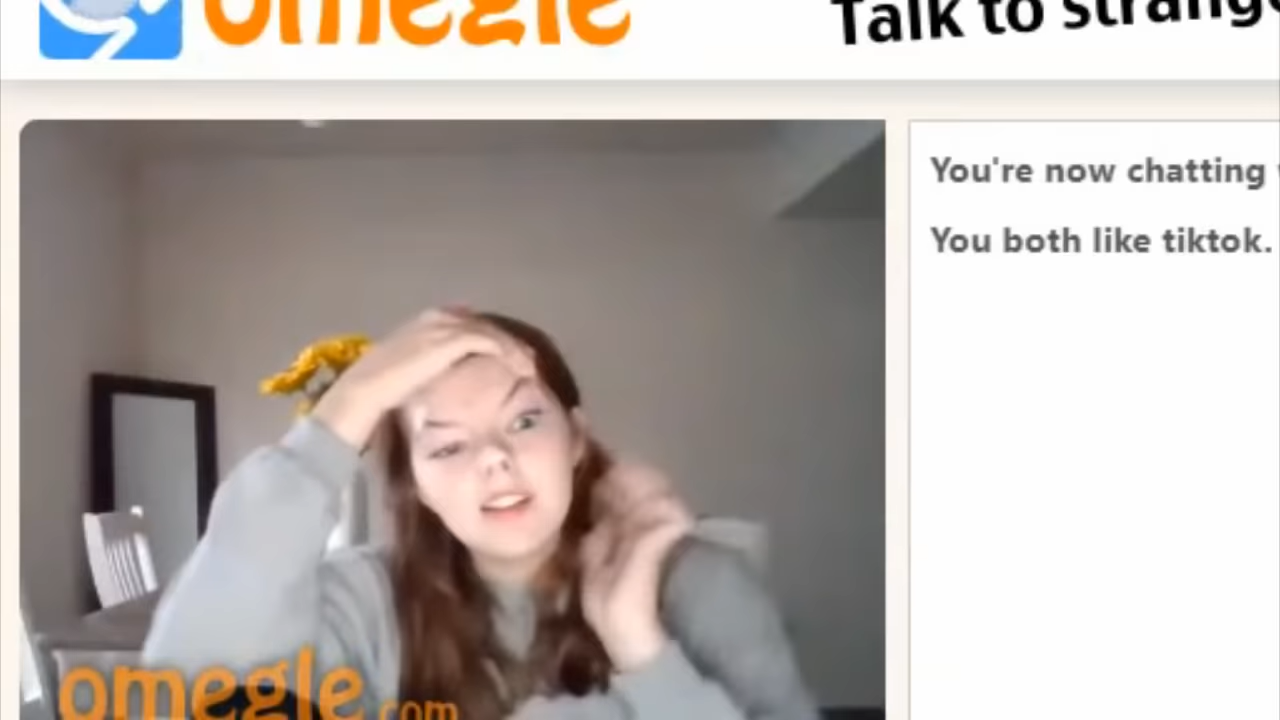 omegle
Talk to strange
You're now chatting
You both like tiktok.
omegle.com